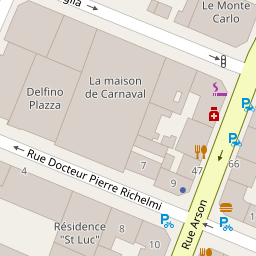 glia
Le Monte
Carlo
Delfino
Plazza
La maison
de Carnaval
Rue Docteur Pierre Richelmi
4
7
9
47
66
Rue Arson
10
Résidence
"St Luc"